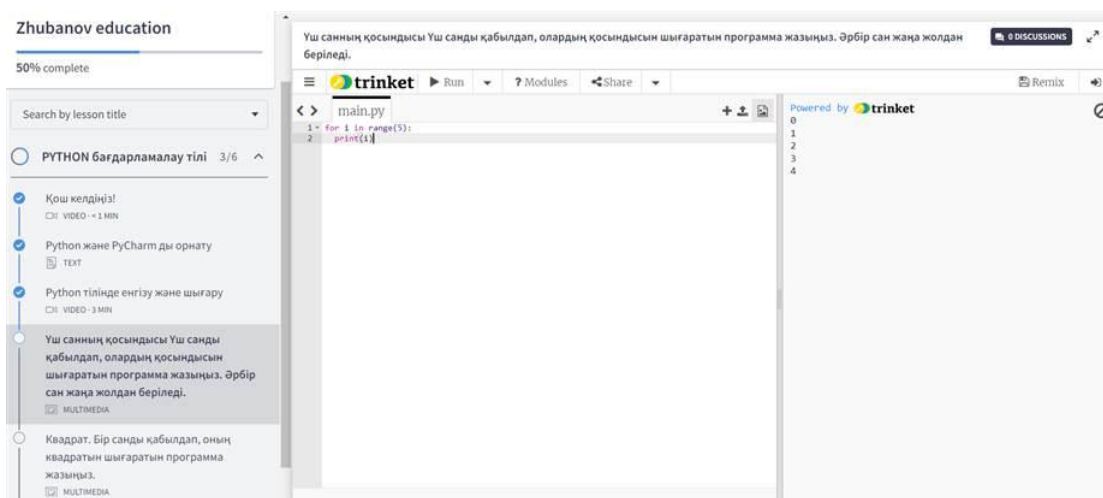 Zhubanov education
50% complete
Search by lesson title
PYTHON бағдарламалау тілі 3/6
Қош келдіңіз!
VIDEO · < 1 MIN
Python және PyCharm ды орнату
TEXT
Python тілінде енгізу және шығару
VIDEO · 3 MIN
Үш санның қосындысы Үш санды
қабылдап, олардың қосындысын
шығаратын программа жазыңыз. Әрбір
сан жаңа жолдан беріледі.
MULTIMEDIA
Квадрат. Бір санды қабылдап, оның
квадратын шығаратын программа
жазыңыз.
MULTIMEDIA
Үш санның қосындысы Үш санды қабылдап, олардың қосындысын шығаратын программа жазыңыз. Әрбір сан жаңа жолдан
беріледі.
0 DISCUSSIONS
trinket Run ? Modules Share Remix
main.py
1 for i in range(5):
2 print(i)
Powered by trinket
0
1
2
3
4